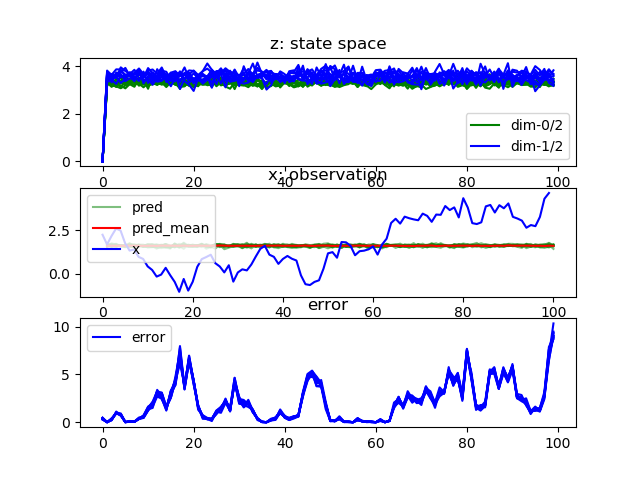 z: state space
4
2
0
dim-0/2
dim-1/2
0 20 40 60 80 100
x: observation
2.5
0.0
pred
pred_mean
x
0 20 40 60 80 100
error
10
5
0
error
0 20 40 60 80 100